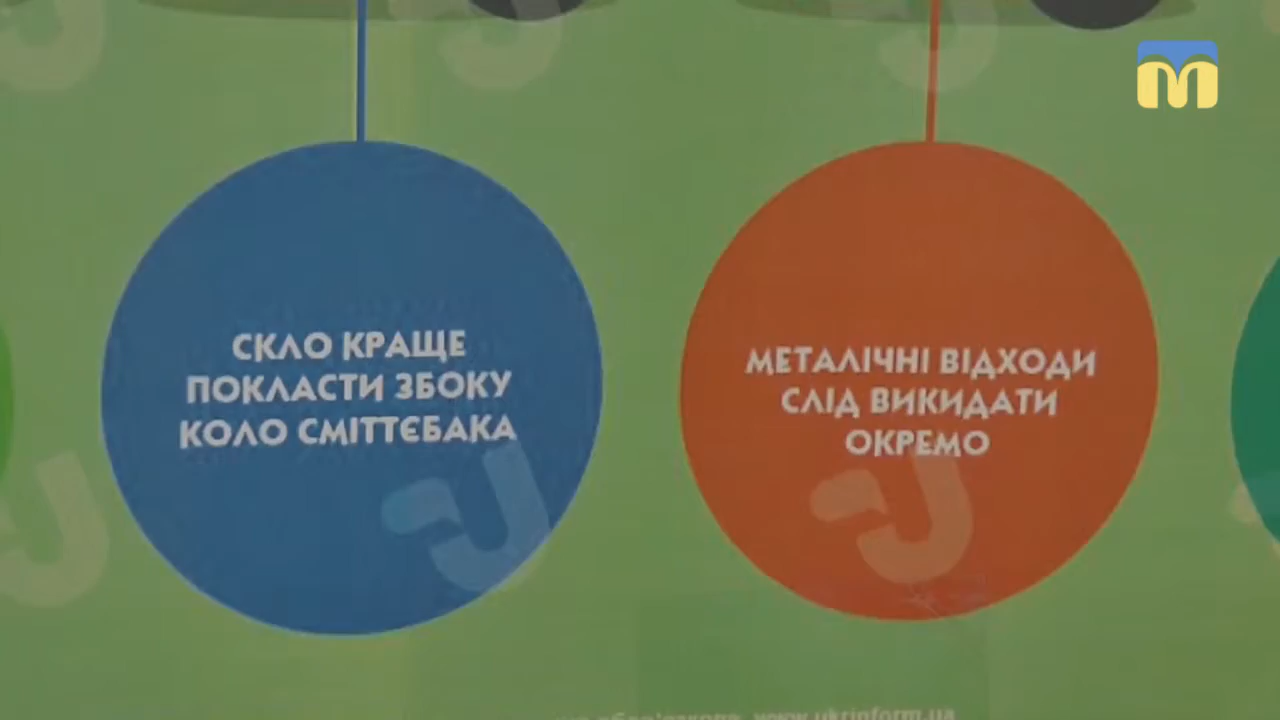 СКЛО КРАЩЕ
ПОКЛАСТИ ЗБОКУ
КОЛО СМІТТЄБАКА
МЕТАЛІЧНІ ВІДХОДИ
СЛІД ВИКИДАТИ
ОКРЕМО
www.ukrinform.ua